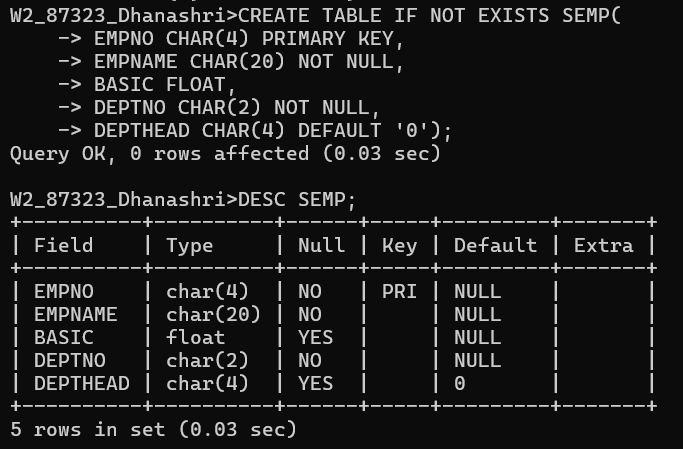 W2_87323_Dhanashri>CREATE TABLE IF NOT EXISTS SEMP(
    -> EMPNO CHAR(4) PRIMARY KEY,
    -> EMPNAME CHAR(20) NOT NULL,
    -> BASIC FLOAT,
    -> DEPTNO CHAR(2) NOT NULL,
    -> DEPTHEAD CHAR(4) DEFAULT '0');
Query OK, 0 rows affected (0.03 sec)

W2_87323_Dhanashri>DESC SEMP;
+----------+----------+------+-----+---------+-------+
| Field    | Type     | Null | Key | Default | Extra |
+----------+----------+------+-----+---------+-------+
| EMPNO    | char(4)  | NO   | PRI | NULL    |       |
| EMPNAME  | char(20) | NO   |     | NULL    |       |
| BASIC    | float    | YES  |     | NULL    |       |
| DEPTNO   | char(2)  | NO   |     | NULL    |       |
| DEPTHEAD | char(4)  | YES  |     | 0       |       |
+----------+----------+------+-----+---------+-------+
5 rows in set (0.03 sec)